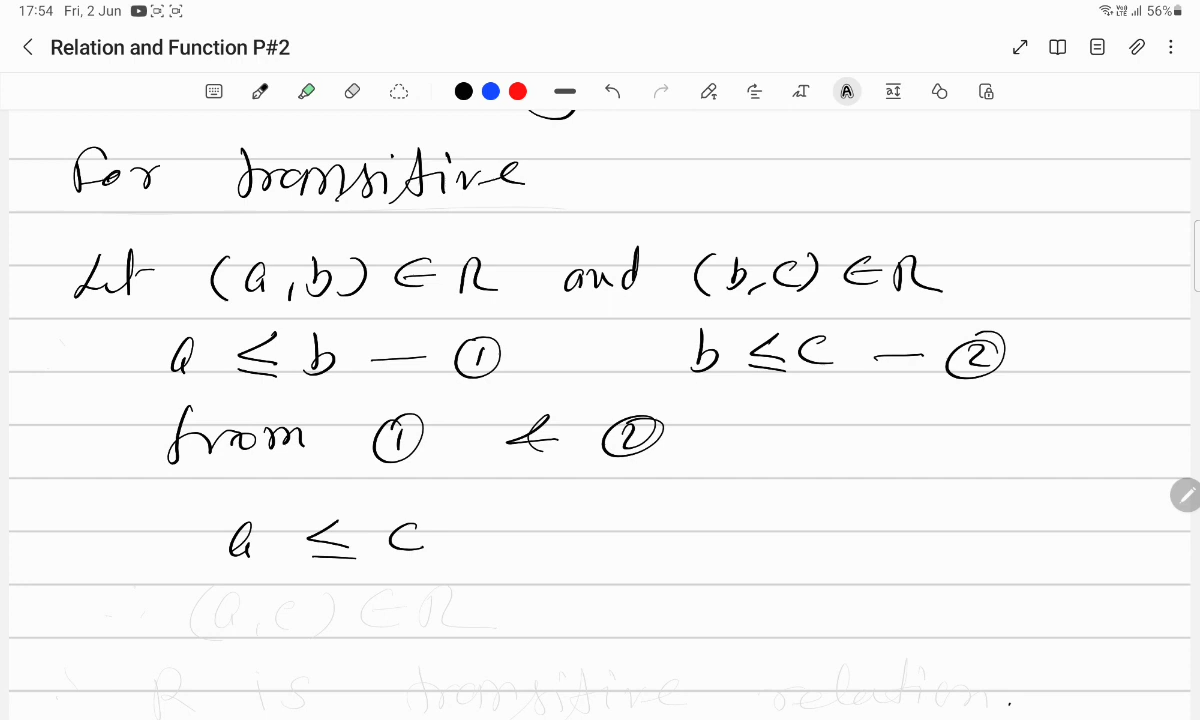 17:54 Fri, 2 Jun 56%
Relation and Function P#2
For transitive
Let (a,b) ∈ R and (b,c) ∈ R
a ≤ b — ① b ≤ c — ②
from ① & ②
a ≤ c
∴ (a,c) ∈ R
∴ R is transitive relation.